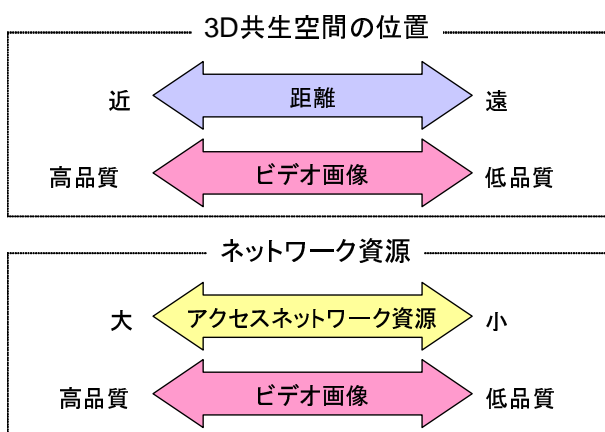 3D共生空間の位置
近 距離 遠
高品質 ビデオ画像 低品質
ネットワーク資源
大 アクセスネットワーク資源 小
高品質 ビデオ画像 低品質